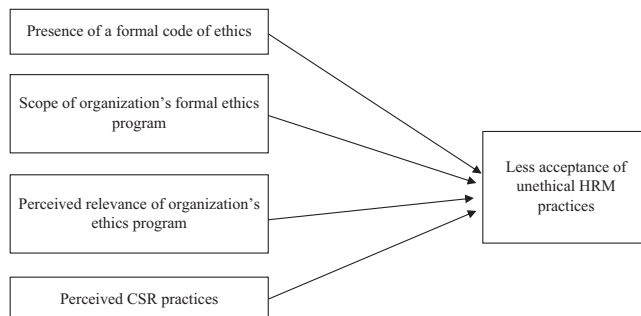 Presence of a formal code of ethics
Scope of organization’s formal ethics
program
Perceived relevance of organization’s
ethics program
Perceived CSR practices
Less acceptance of
unethical HRM
practices